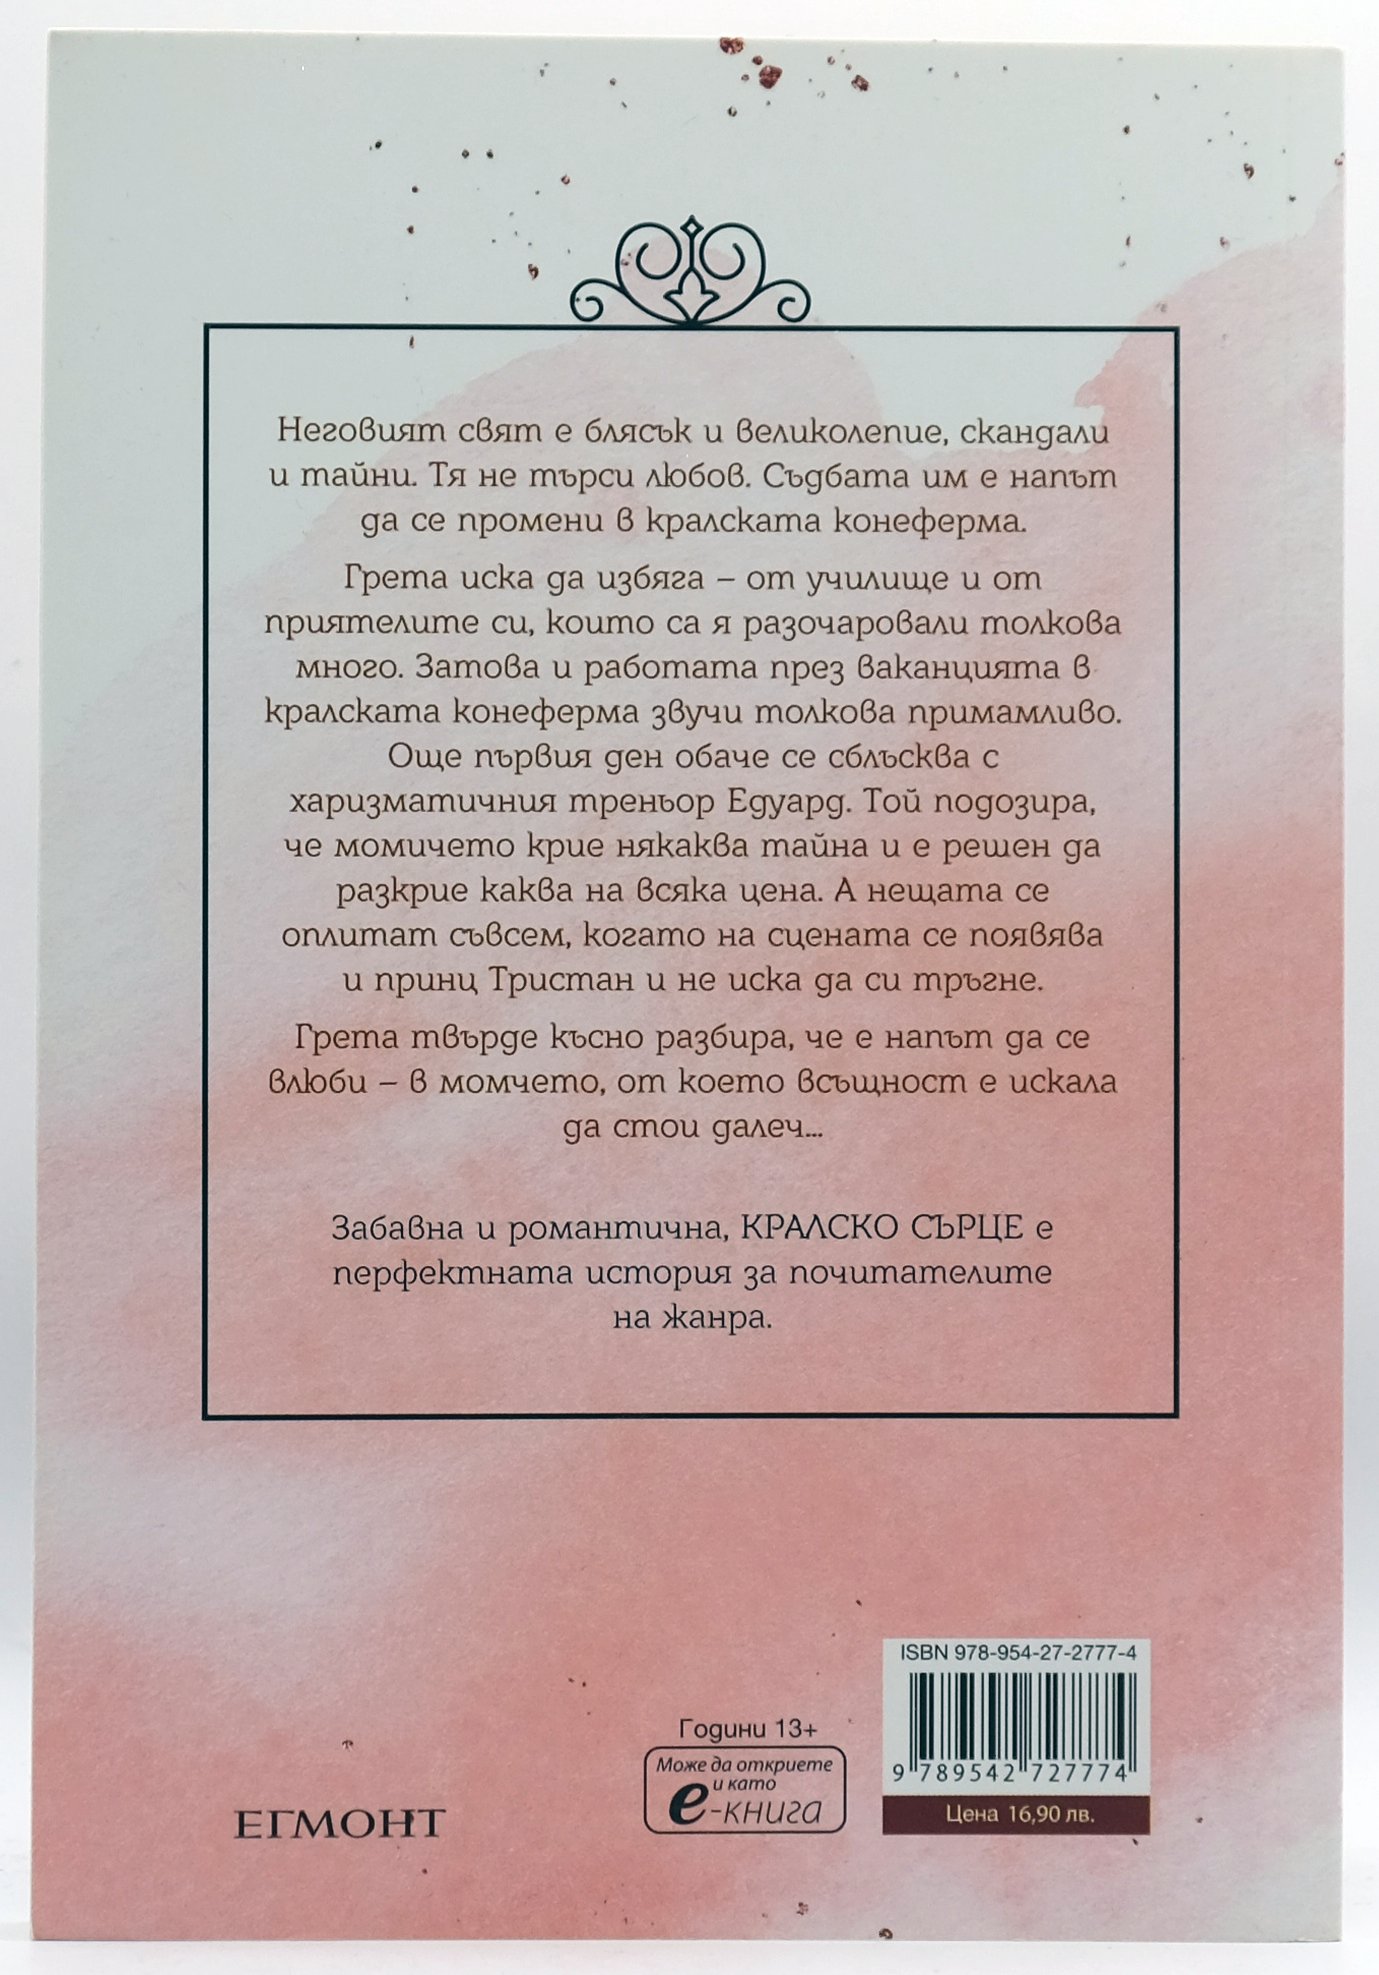 Неговият свят е блясък и великолепие, скандали
и тайни. Тя не търси любов. Съдбата им е напът
да се промени в кралската конеферма.
Грета иска да избяга – от училище и от
приятелите си, които са я разочаровали толкова
много. Затова и работата през ваканцията в
кралската конеферма звучи толкова примамливо.
Още първия ден обаче се сблъсква с
харизматичния треньор Едуард. Той подозира,
че момичето крие някаква тайна и е решен да
разкрие каква на всяка цена. А нещата се
оплитат съвсем, когато на сцената се появява
и принц Тристан и не иска да си тръгне.
Грета твърде късно разбира, че е напът да се
влюби – в момчето, от което всъщност е искала
да стои далеч...
Забавна и романтична, КРАЛСКО СЪРЦЕ е
перфектната история за почитателите
на жанра.
ISBN 978-954-27-2777-4
9 789542 727774
Цена 16,90 лв.
Години 13+
Може да откриете
и като
е-книга
ЕГМОНТ